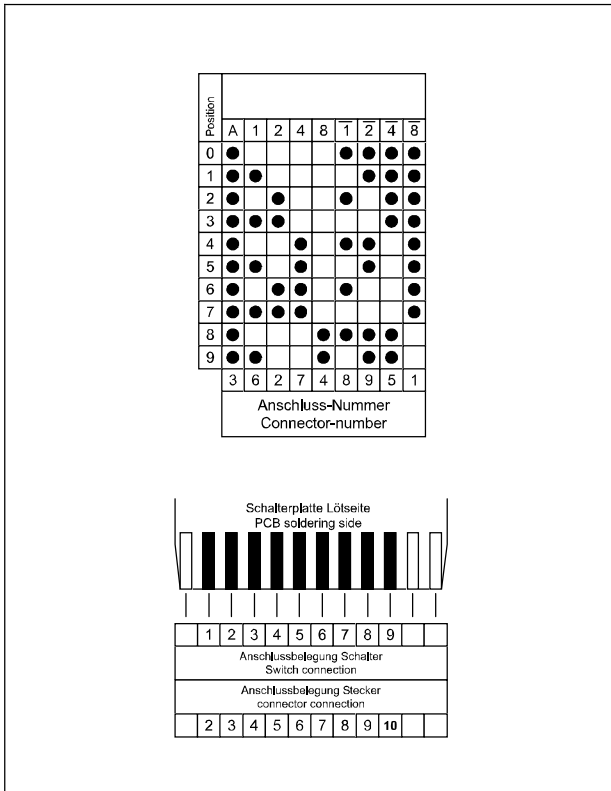 Position
A 1 2 4 8 1̅ 2̅ 4̅ 8̅
0
1
2
3
4
5
6
7
8
9
3 6 2 7 4 8 9 5 1
Anschluss-Nummer
Connector-number
Schalterplatte Lötseite
PCB soldering side
1 2 3 4 5 6 7 8 9
Anschlussbelegung Schalter
Switch connection
Anschlussbelegung Stecker
connector connection
2 3 4 5 6 7 8 9 10